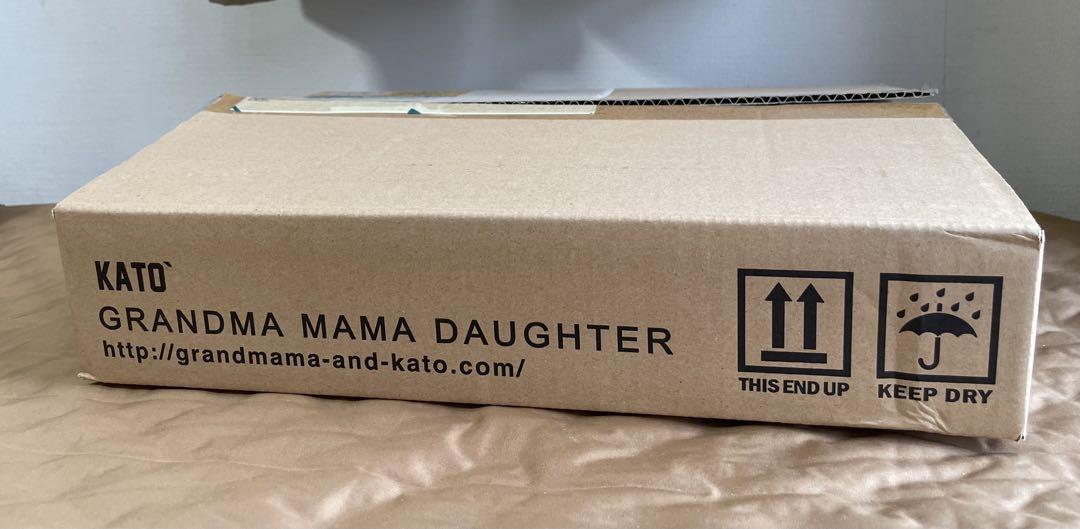 KATO`
GRANDMA MAMA DAUGHTER
http://grandmama-and-kato.com/
THIS END UP
KEEP DRY